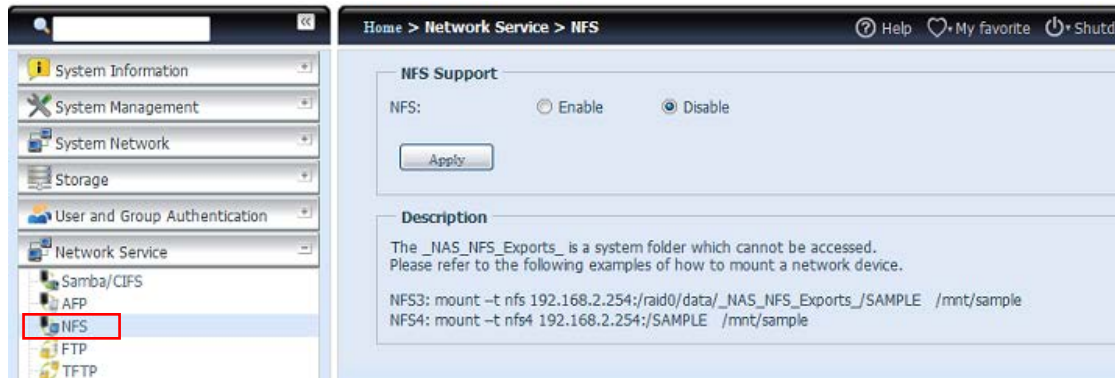 Home > Network Service > NFS
Help My favorite Shutd
System Information
System Management
System Network
Storage
User and Group Authentication
Network Service
Samba/CIFS
AFP
NFS
FTP
TFTP
NFS Support
NFS: Enable Disable
Apply
Description
The _NAS_NFS_Exports_ is a system folder which cannot be accessed.
Please refer to the following examples of how to mount a network device.
NFS3: mount –t nfs 192.168.2.254:/raid0/data/_NAS_NFS_Exports_/SAMPLE /mnt/sample
NFS4: mount –t nfs4 192.168.2.254:/SAMPLE /mnt/sample